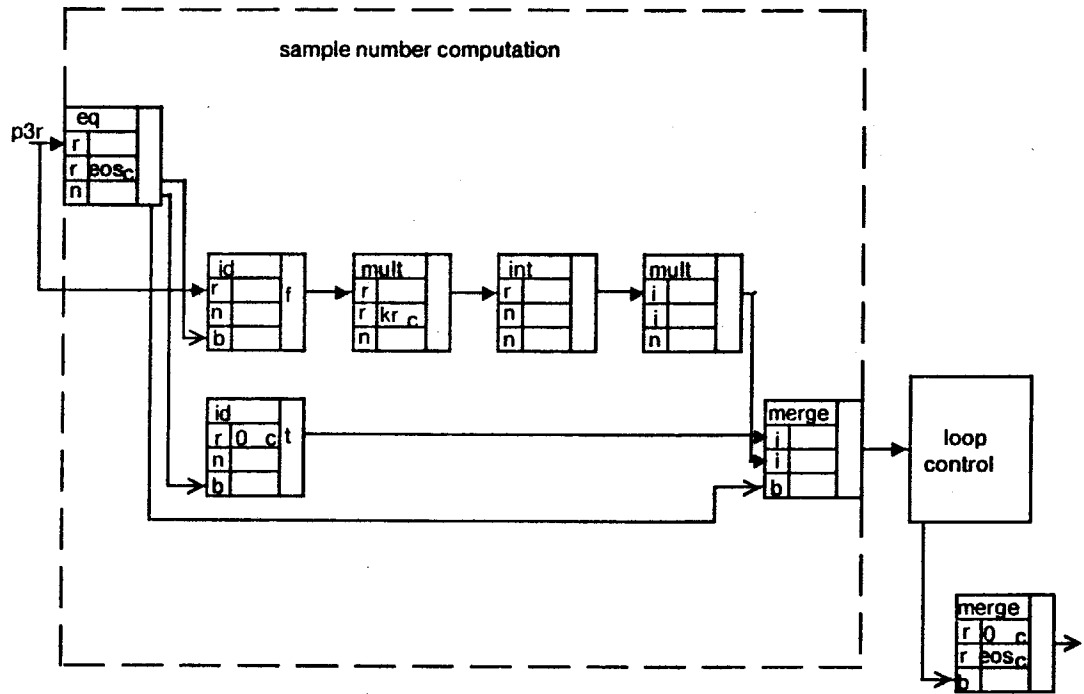 sample number computation
eq
p3r
r
r eos c
n
id
r
n
b
f
mult
r
r kr c
n
int
r
n
n
mult
i
i
n
id
r 0 c
n
b
t
merge
i
i
b
loop
control
merge
r 0 c
r eos c
b